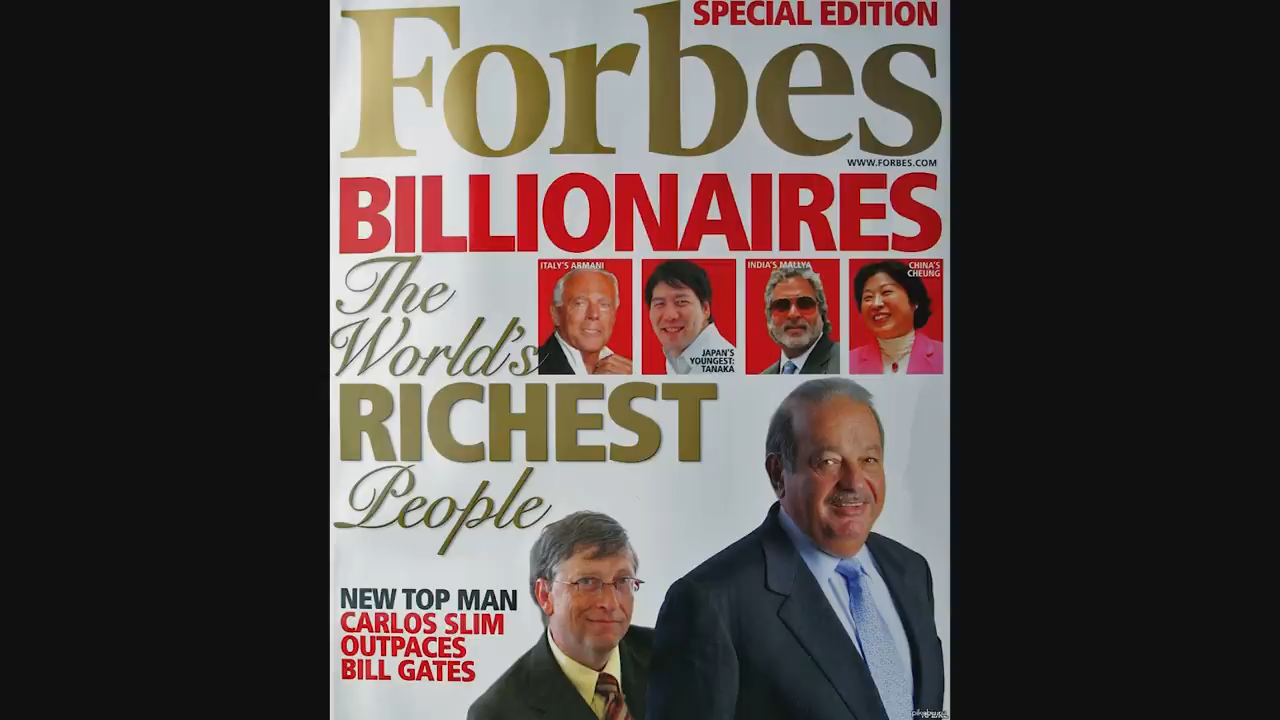 SPECIAL EDITION
Forbes
WWW.FORBES.COM
BILLIONAIRES
The
World's
RICHEST
People
ITALY'S ARMANI
JAPAN'S
YOUNGEST:
TANAKA
INDIA'S MALLYA
CHINA'S
CHEUNG
NEW TOP MAN
CARLOS SLIM
OUTPACES
BILL GATES